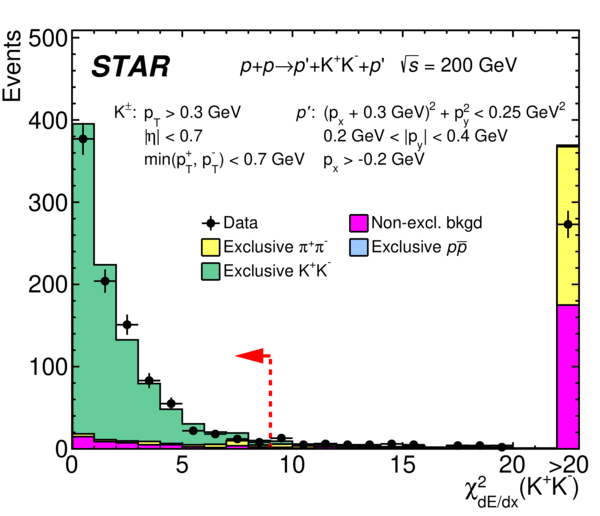 STAR
p+p→p'+K⁺K⁻+p' √s = 200 GeV
K±: p_T > 0.3 GeV
|η| < 0.7
min(p_T⁺, p_T⁻) < 0.7 GeV
p': (p_x + 0.3 GeV)² + p_y² < 0.25 GeV²
0.2 GeV < |p_y| < 0.4 GeV
p_x > -0.2 GeV
Data
Exclusive π⁺π⁻
Exclusive K⁺K⁻
Non-excl. bkgd
Exclusive pp̅
Events
500
400
300
200
100
0
0 5 10 15 20 >20
χ²_dE/dx(K⁺K⁻)